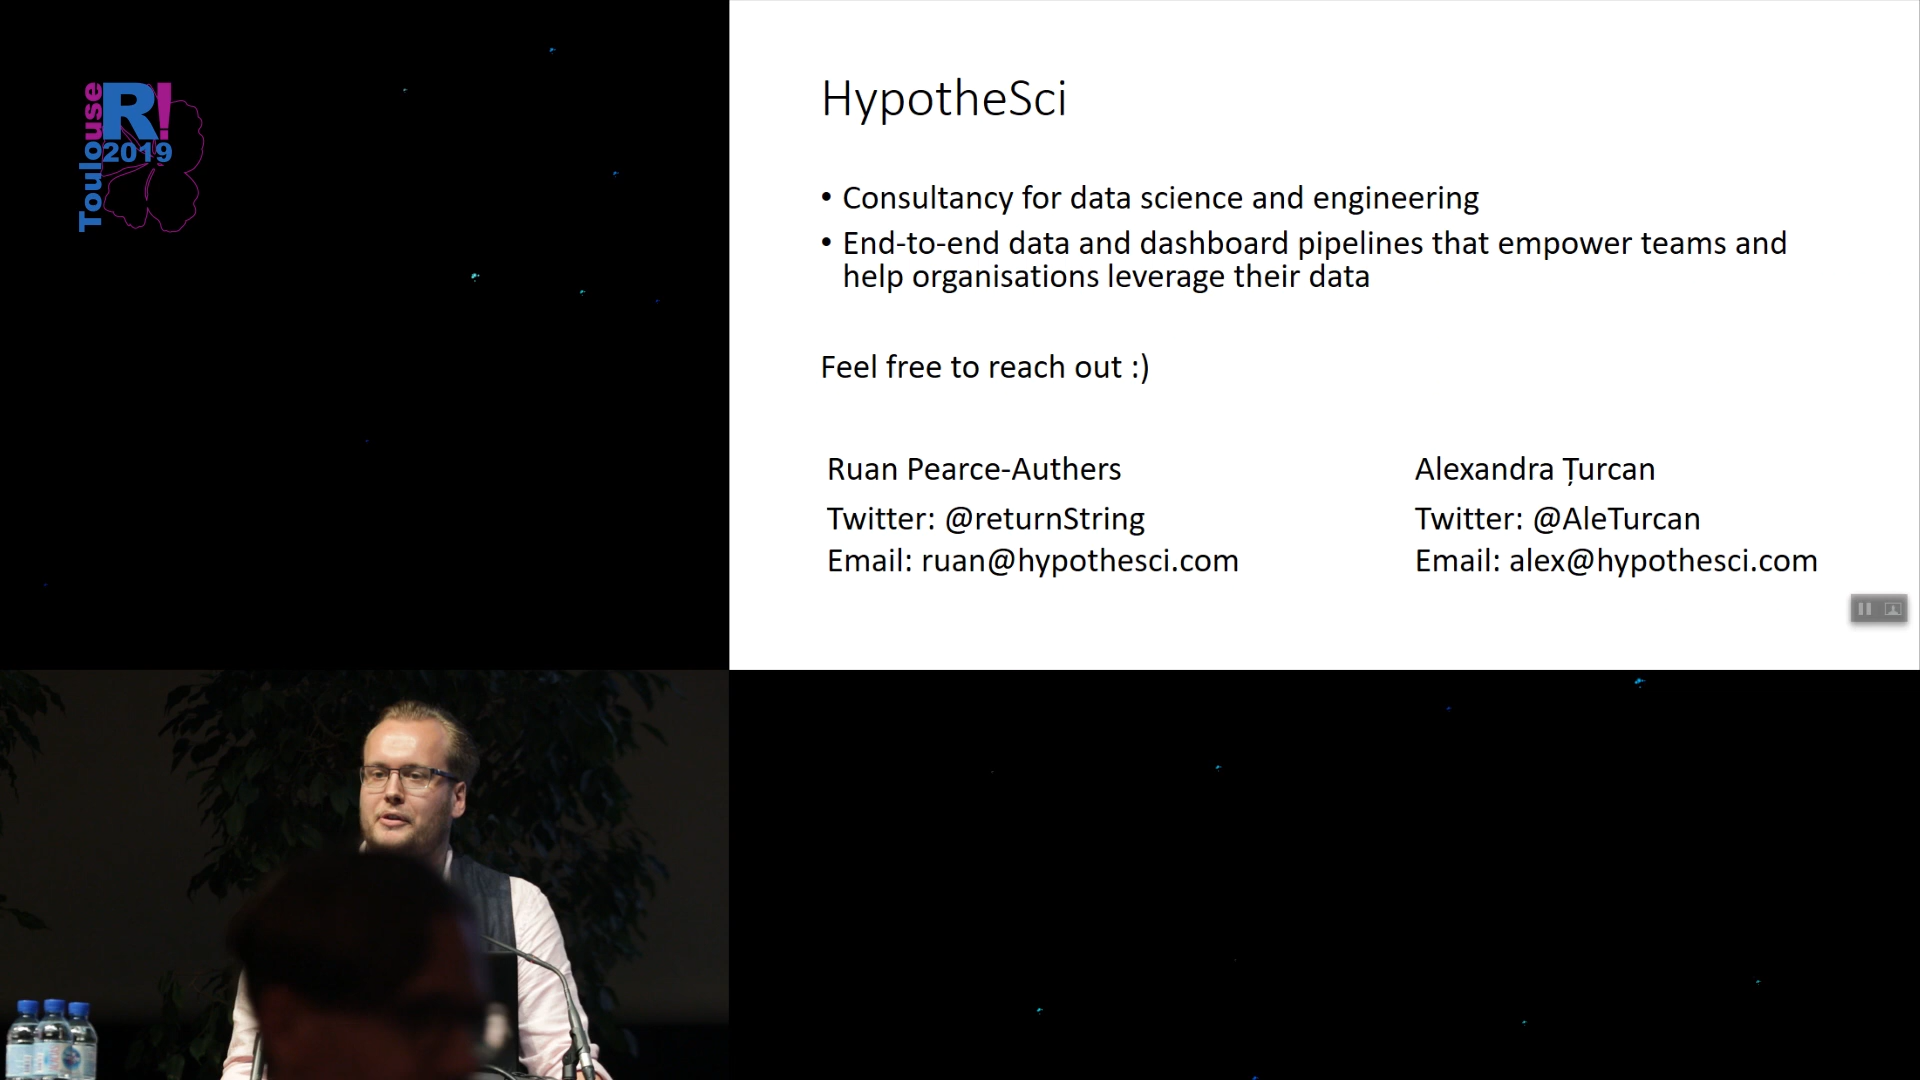 Toulouse
R!
2019
HypotheSci
• Consultancy for data science and engineering
• End-to-end data and dashboard pipelines that empower teams and
help organisations leverage their data
Feel free to reach out :)
Ruan Pearce-Authers
Twitter: @returnString
Email: ruan@hypothesci.com
Alexandra Țurcan
Twitter: @AleTurcan
Email: alex@hypothesci.com